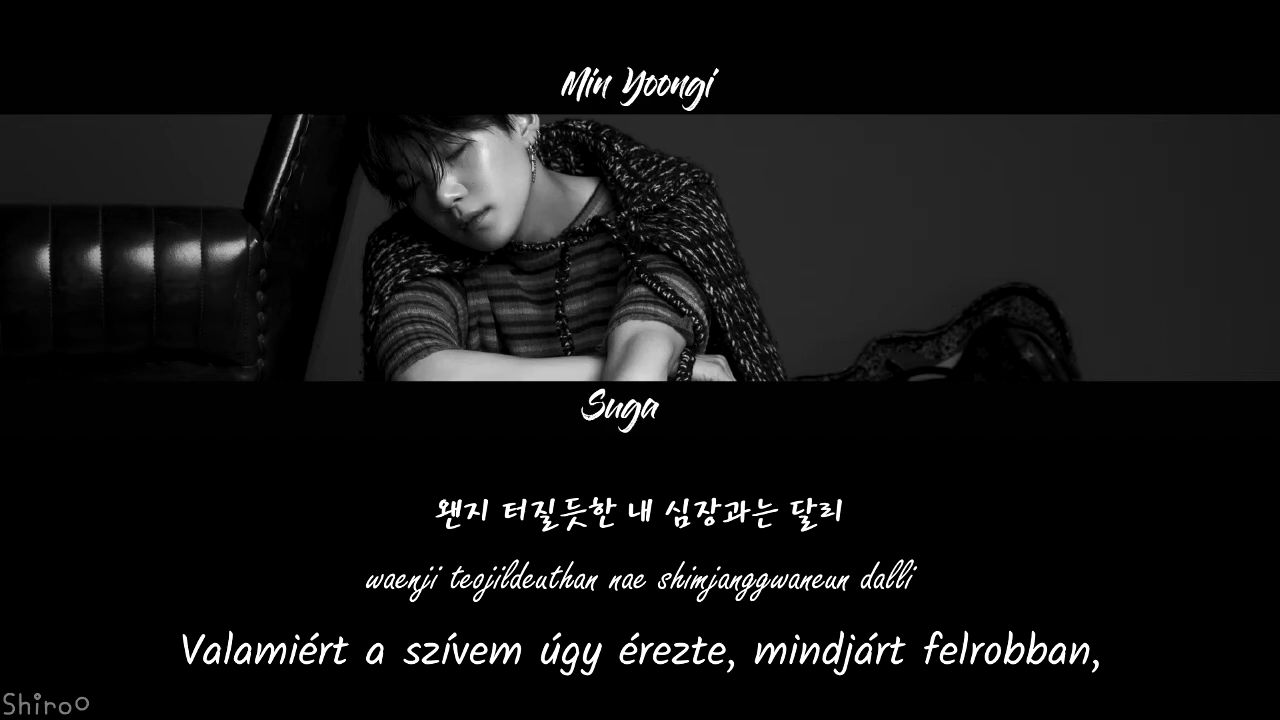 Min Yoongi
Suga
왠지 터질듯한 내 심장과는 달리
waenji teojildeuthan nae shimjanggwaneun dalli
Valamiért a szívem úgy érezte, mindjárt felrobban,
Shiroo